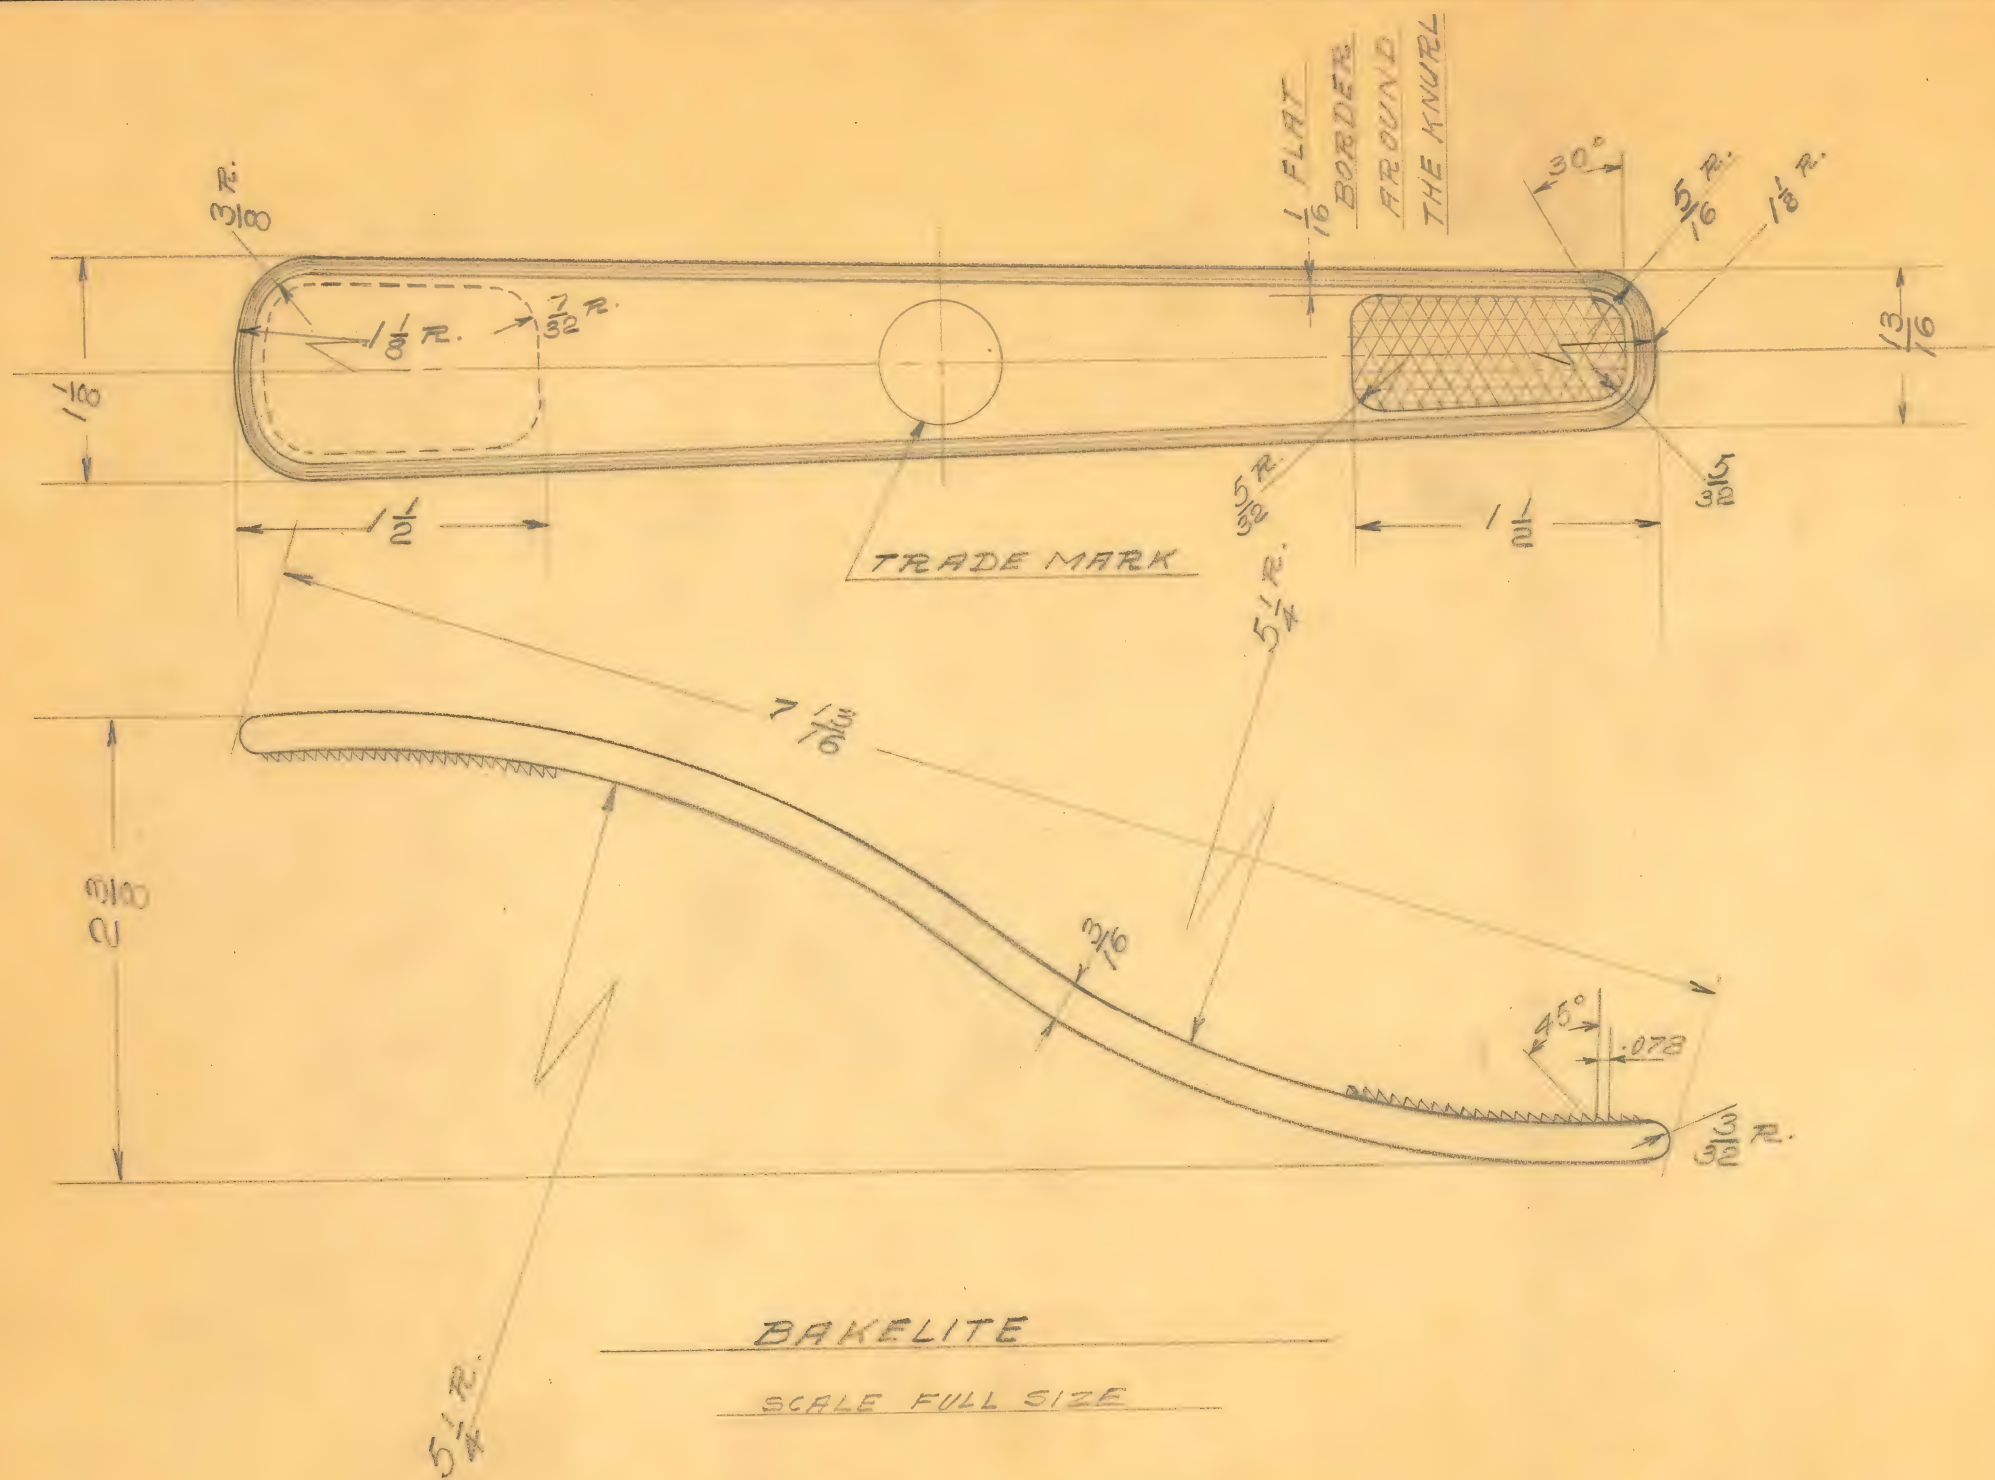 3/8 R.
1 1/8 R.
7/32 R.
1/16 FLAT
BORDER
AROUND
THE KNURL
30°
5/16 R.
1 1/8 R.
1 1/8
13/16
1 1/2
TRADE MARK
5/32 R.
1 1/2
5/32
7 13/16
5 1/4 R.
2 3/8
3/16
45°
.078
3/32 R.
5 1/4 R.
BAKELITE
SCALE FULL SIZE